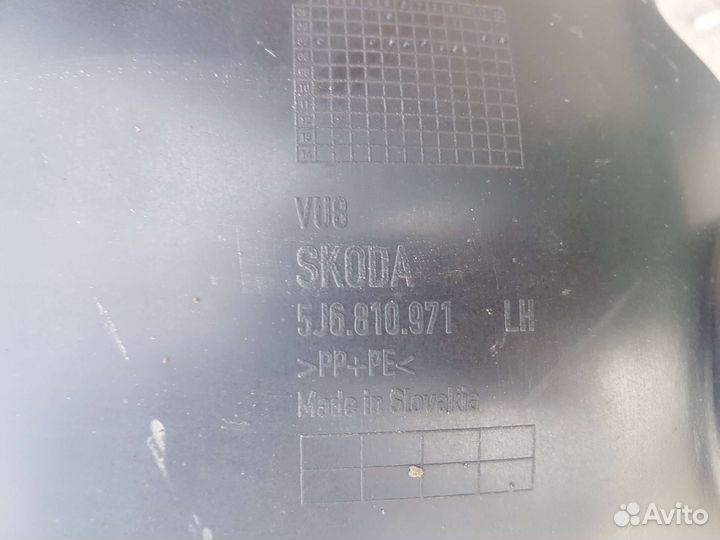 VU8
SKODA
5J6.810.971 LH
>PP+PE<
Made in Slovakia
Avito